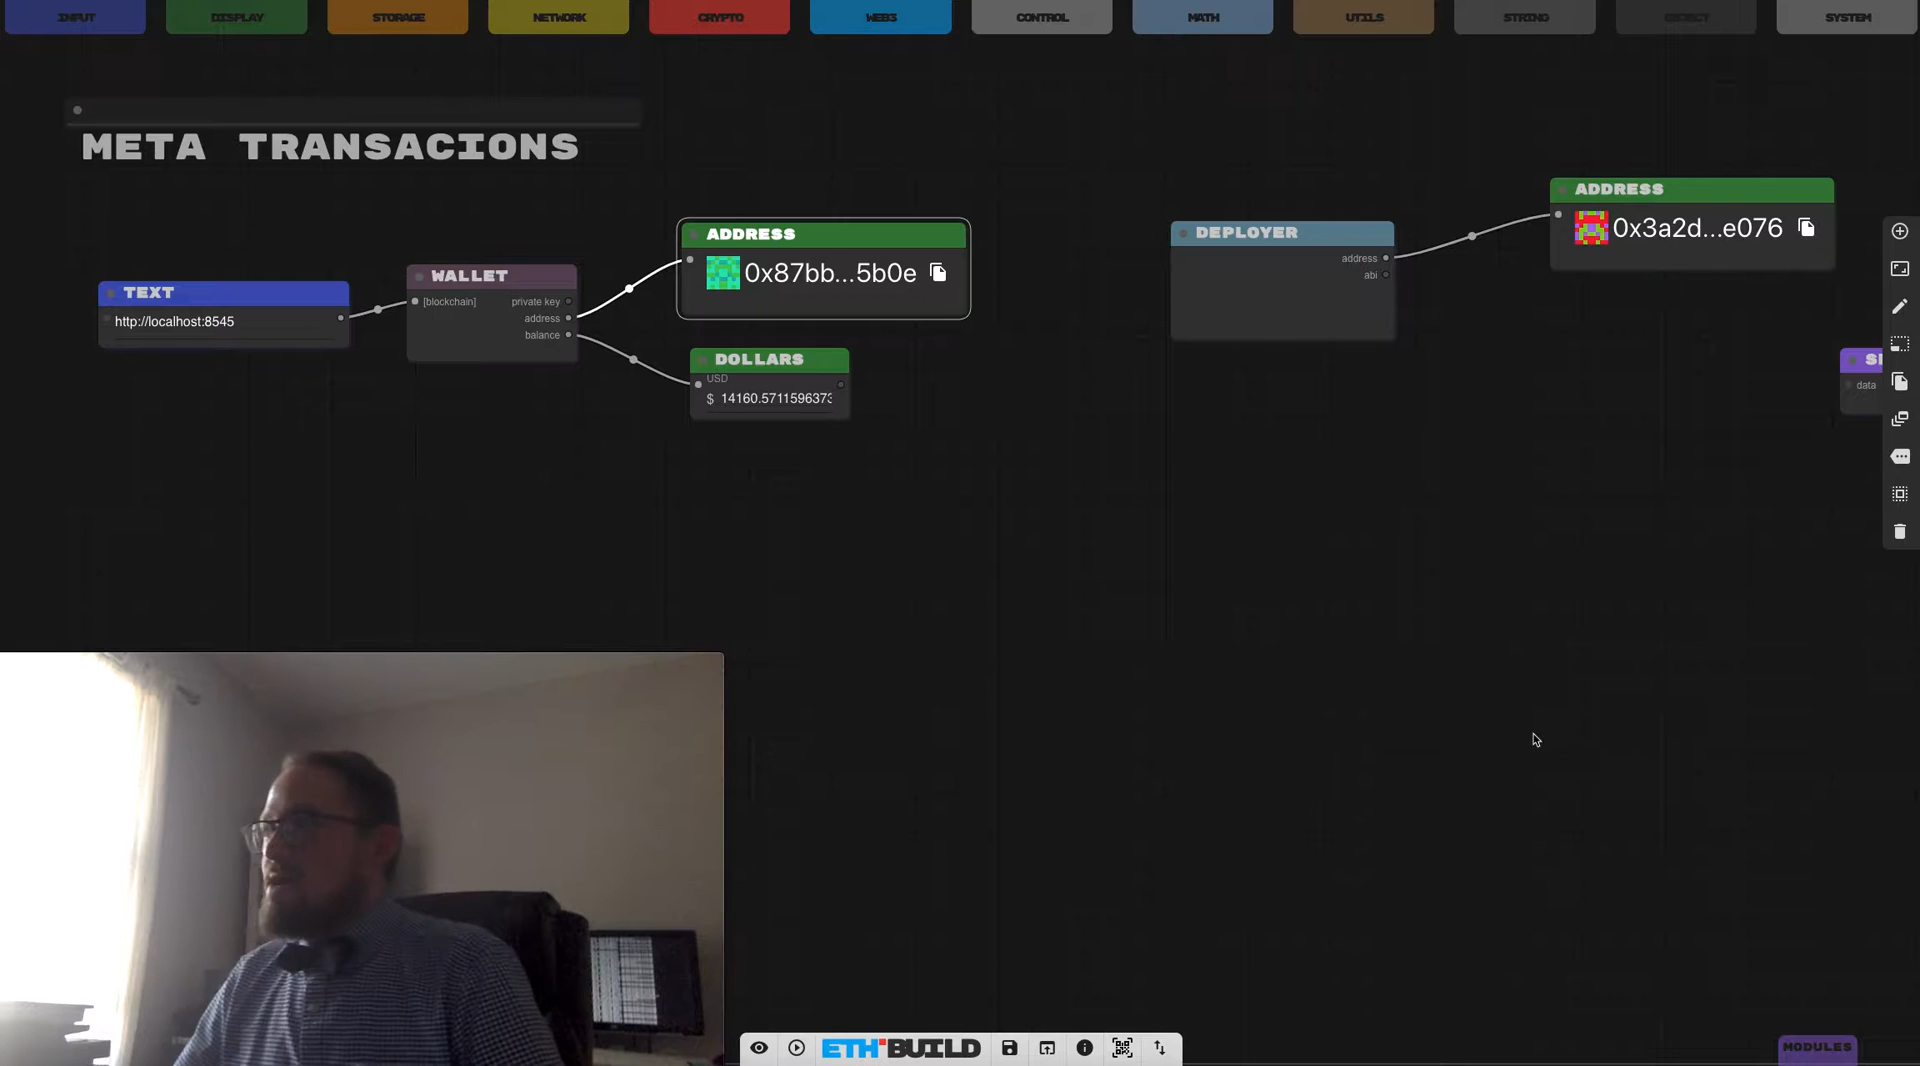 INPUT
DISPLAY
STORAGE
NETWORK
CRYPTO
WEB3
CONTROL
MATH
UTILS
STRING
OBJECT
SYSTEM
META TRANSACIONS
TEXT
http://localhost:8545
WALLET
[blockchain]
private key
address
balance
ADDRESS
0x87bb...5b0e
DOLLARS
USD
$ 14160.5711596373
DEPLOYER
address
abi
ADDRESS
0x3a2d...e076
data
ETH BUILD
MODULES